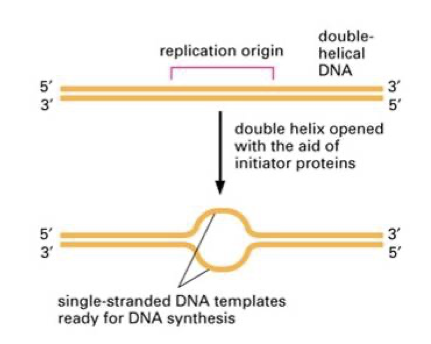 replication origin
double-
helical
DNA
5′
3′
3′
5′
double helix opened
with the aid of
initiator proteins
5′
3′
3′
5′
single-stranded DNA templates
ready for DNA synthesis